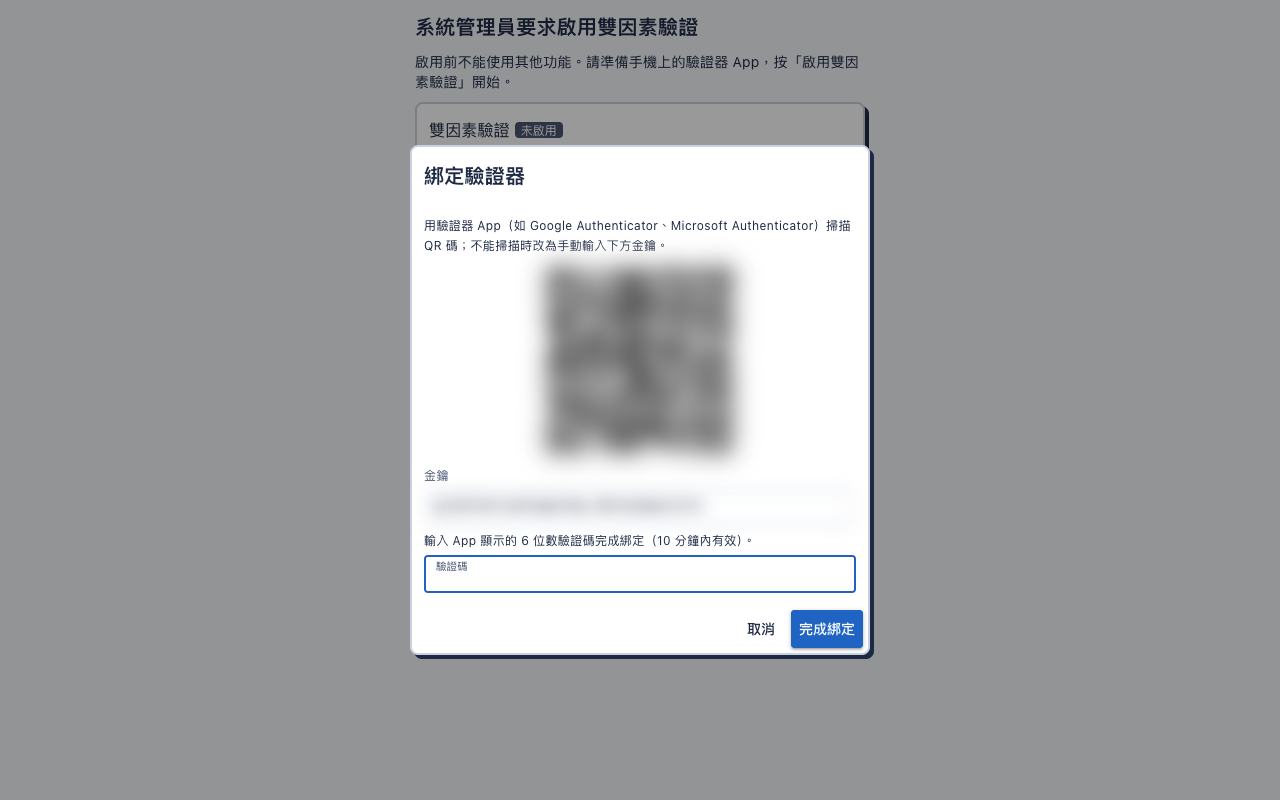 系統管理員要求啟用雙因素驗證
啟用前不能使用其他功能。請準備手機上的驗證器 App，按「啟用雙因
素驗證」開始。
雙因素驗證 未啟用
綁定驗證器
用驗證器 App（如 Google Authenticator、Microsoft Authenticator）掃描
QR 碼；不能掃描時改為手動輸入下方金鑰。
金鑰
輸入 App 顯示的 6 位數驗證碼完成綁定（10 分鐘內有效）。
驗證碼
取消 完成綁定